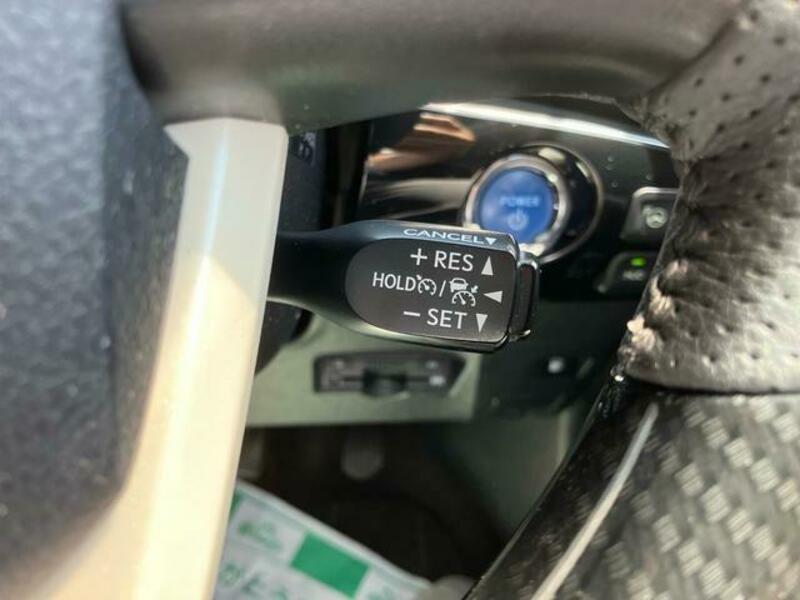 POWER
CANCEL▼
+ RES ▲
HOLD / ◀
− SET ▼